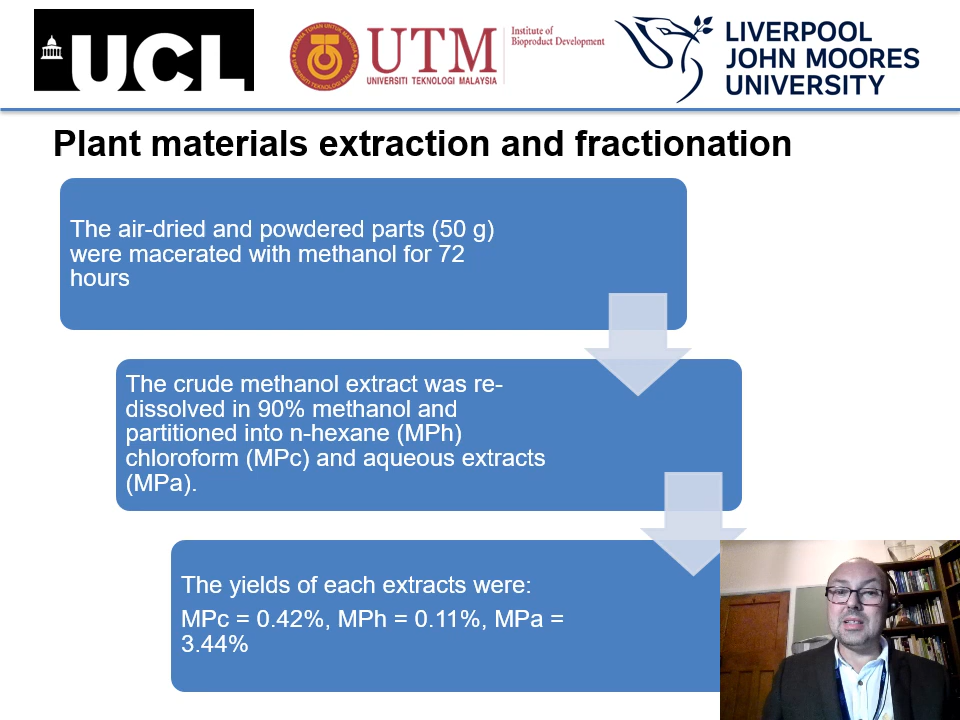 UCL
UTM
UNIVERSITI TEKNOLOGI MALAYSIA
Institute of
Bioproduct Development
LIVERPOOL
JOHN MOORES
UNIVERSITY
Plant materials extraction and fractionation
The air-dried and powdered parts (50 g)
were macerated with methanol for 72
hours
The crude methanol extract was re-
dissolved in 90% methanol and
partitioned into n-hexane (MPh)
chloroform (MPc) and aqueous extracts
(MPa).
The yields of each extracts were:
MPc = 0.42%, MPh = 0.11%, MPa =
3.44%